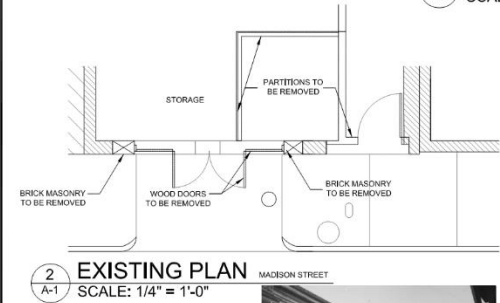 SCA
PARTITIONS TO
BE REMOVED
STORAGE
BRICK MASONRY
TO BE REMOVED
WOOD DOORS
TO BE REMOVED
BRICK MASONRY
TO BE REMOVED
2
A-1
EXISTING PLAN MADISON STREET
SCALE: 1/4" = 1'-0"